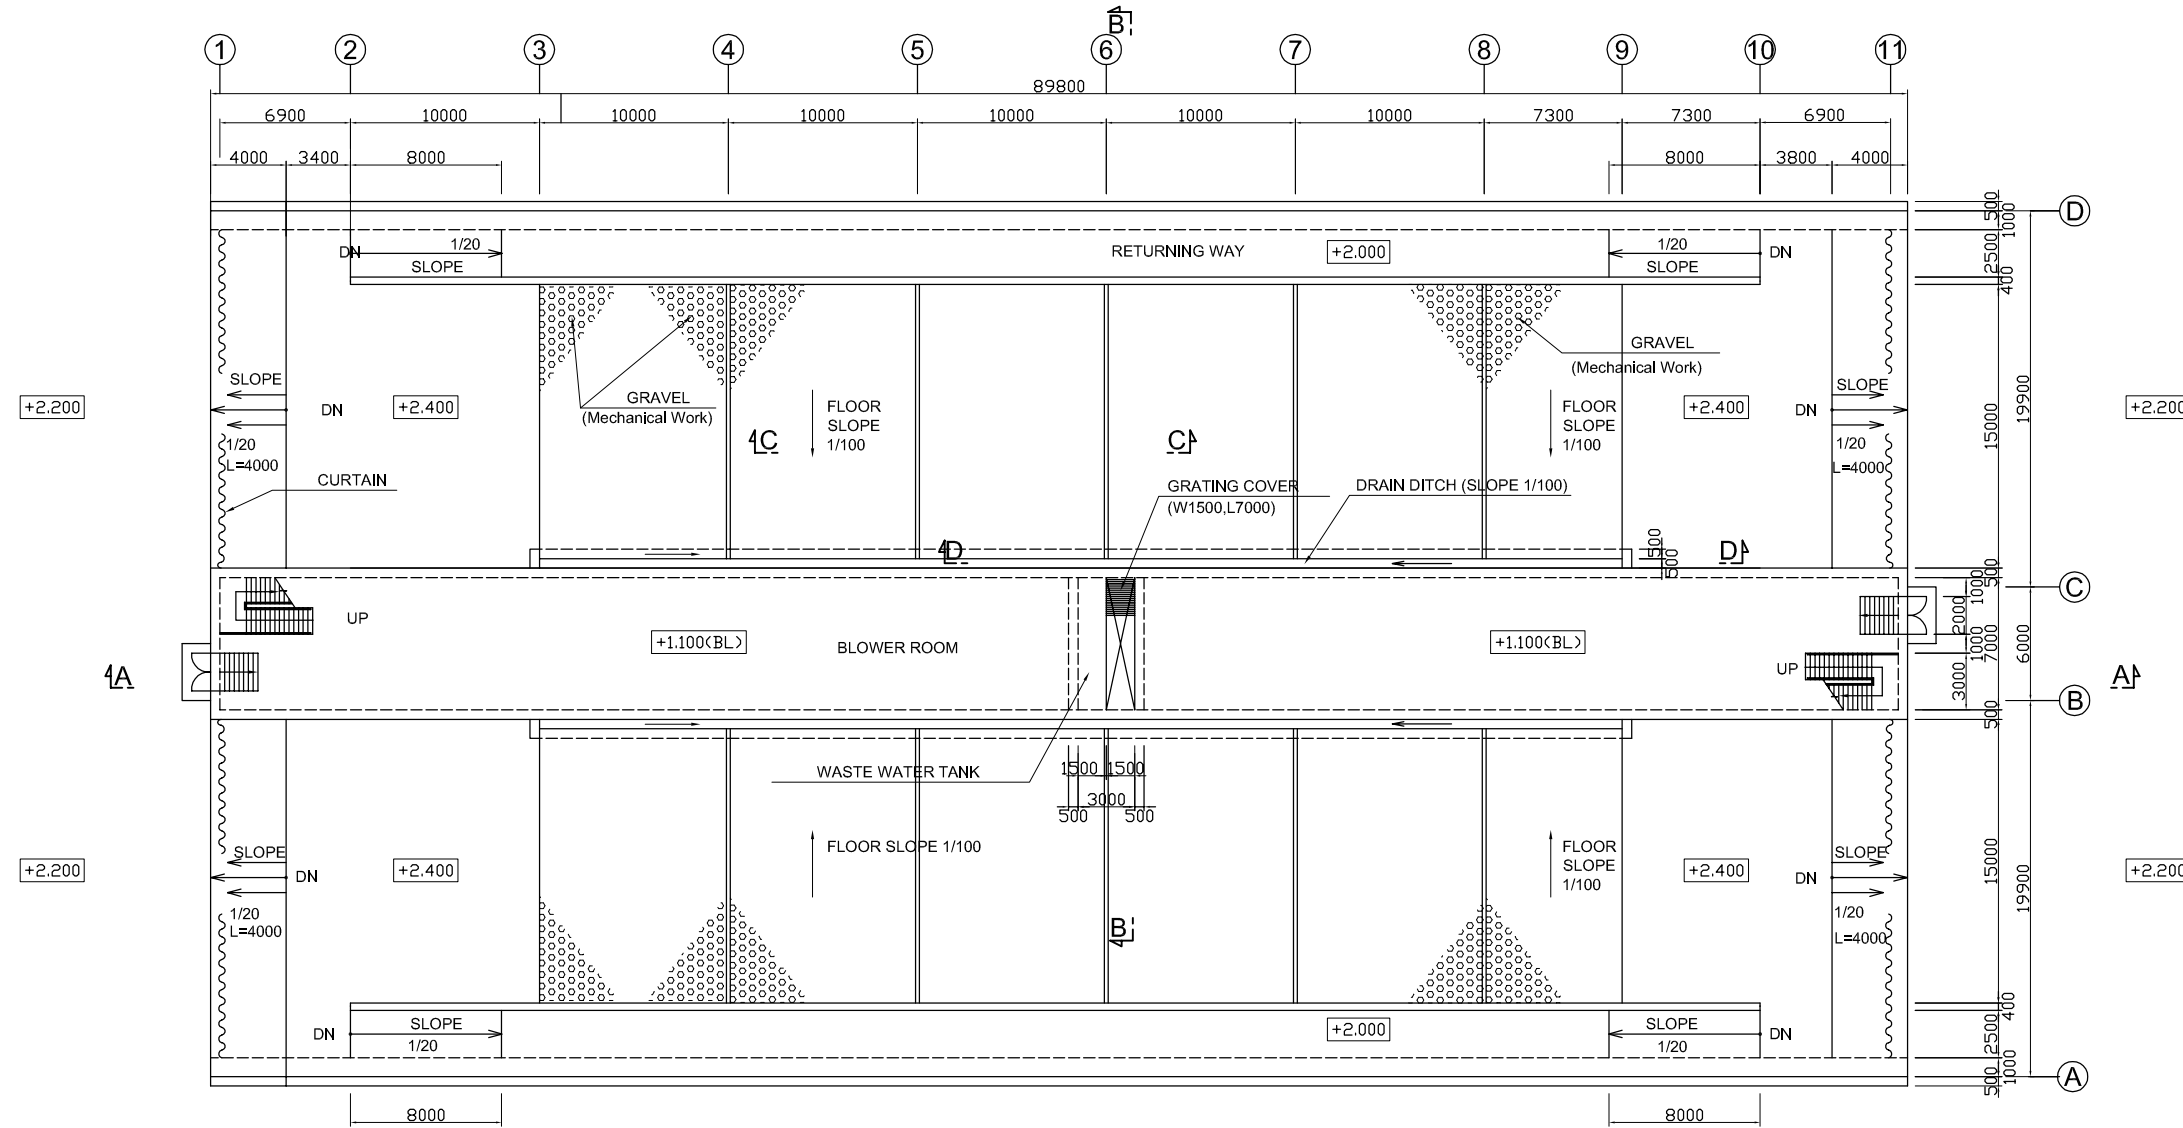 B
1 2 3 4 5 6 7 8 9 10 11
89800
6900 10000 10000 10000 10000 10000 10000 7300 7300 6900
4000 3400 8000 8000 3800 4000
500
1000
D
DN 1/20 RETURNING WAY +2.000 1/20 DN
SLOPE SLOPE
2500
400
GRAVEL
(Mechanical Work)
GRAVEL
(Mechanical Work)
SLOPE
DN
1/20
L=4000
+2.200 +2.400
FLOOR
SLOPE
1/100
FLOOR
SLOPE
1/100
+2.400
DN
SLOPE
1/20
L=4000
+2.200
15000
19900
C C
CURTAIN
GRATING COVER
(W1500,L7000)
DRAIN DITCH (SLOPE 1/100)
D D
500
500
500
1000
C
UP
+1.100(BL) BLOWER ROOM +1.100(BL)
UP
2000
1000
7000
6000
3000
A A
B
500
WASTE WATER TANK
1500 1500
3000
500 500
FLOOR SLOPE 1/100
FLOOR
SLOPE
1/100
+2.200
SLOPE
DN
1/20
L=4000
+2.400
+2.400
DN
SLOPE
1/20
L=4000
+2.200
15000
19900
B
400
DN SLOPE
1/20
+2.000
SLOPE DN
1/20
2500
1000
500
A
8000 8000